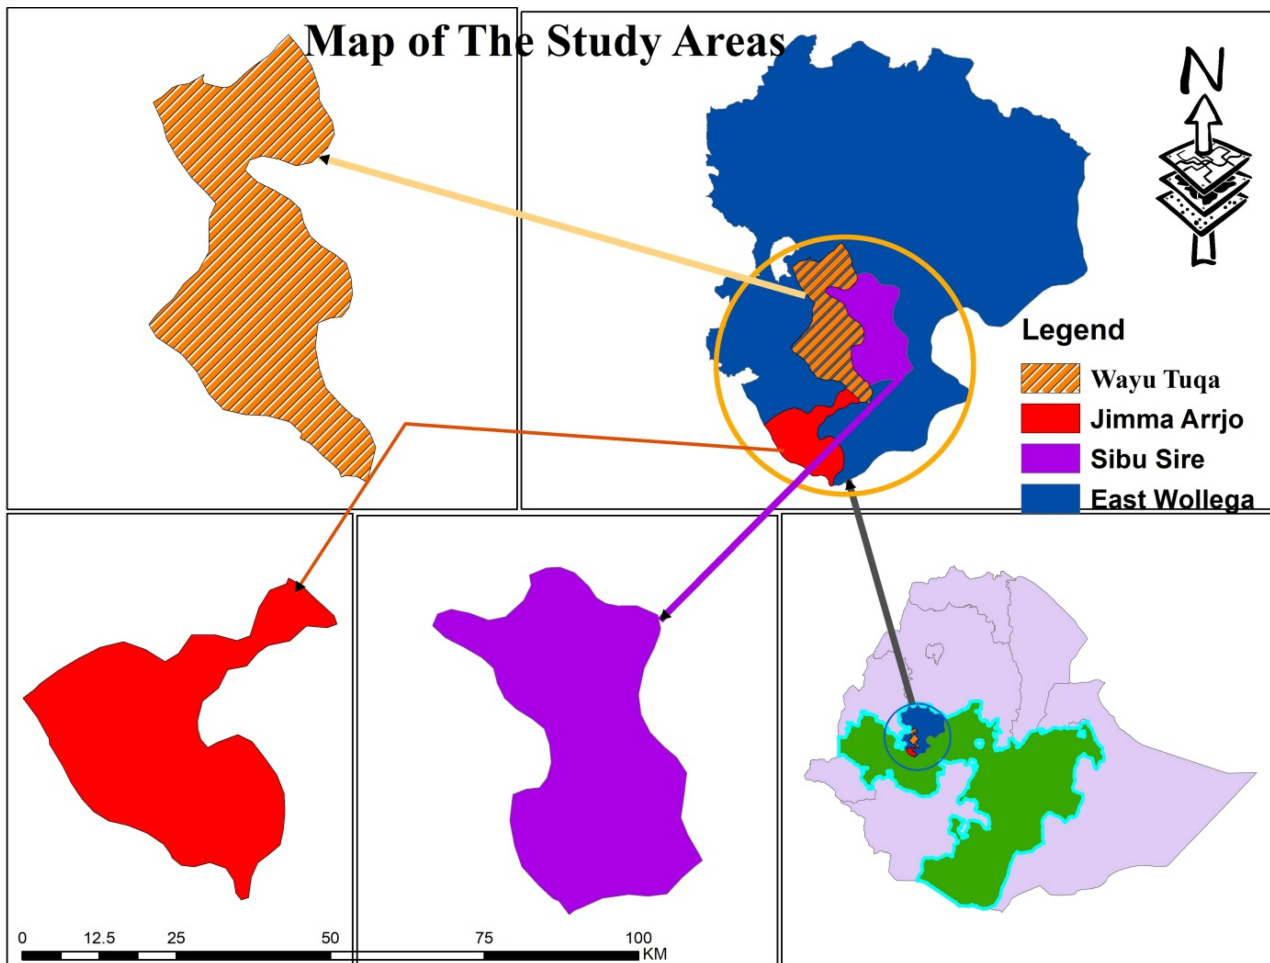 Map of The Study Areas
N
Legend
Wayu Tuqa
Jimma Arrjo
Sibu Sire
East Wollega
0 12.5 25 50 75 100
KM